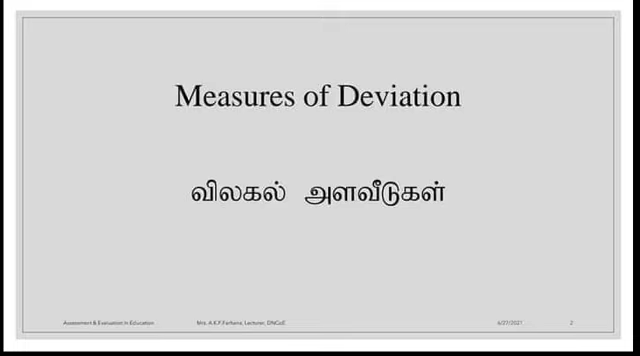 Measures of Deviation
விலகல் அளவீடுகள்
Assessment & Evaluation in Education Mrs. A.K.F.Farhana, Lecturer, DNCoE 6/27/2021 2